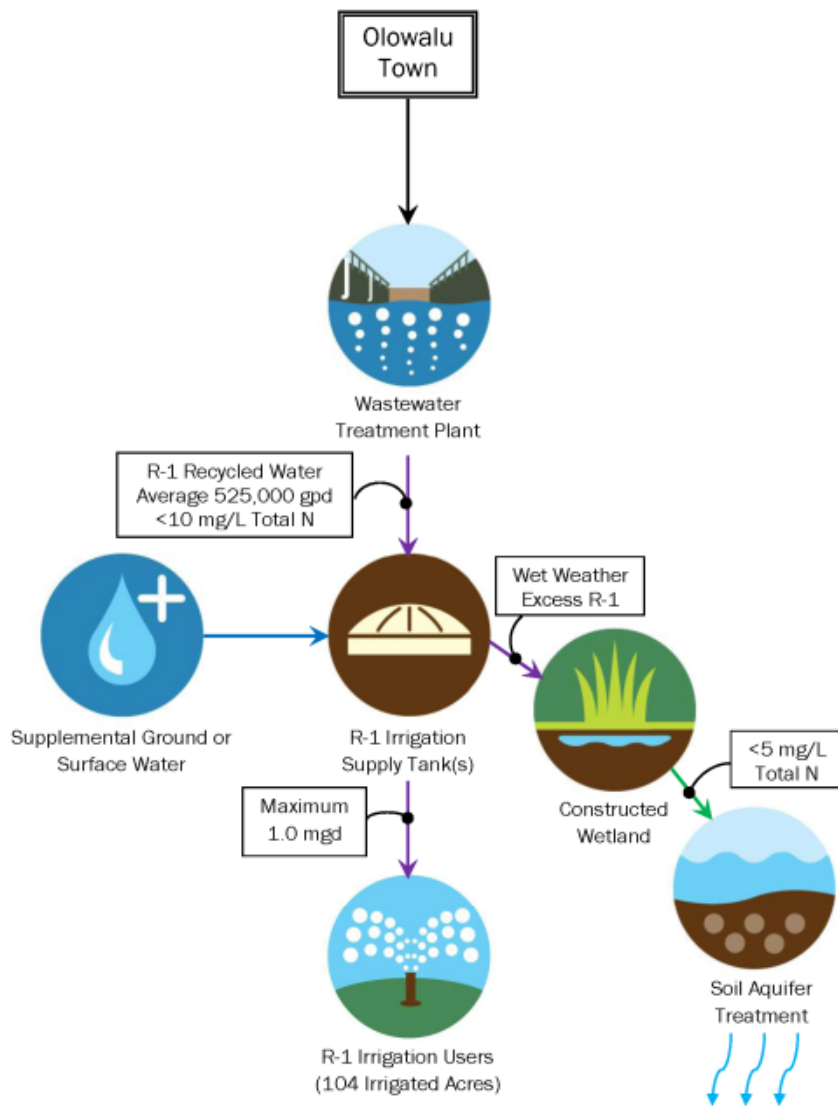 Olowalu
Town
Wastewater
Treatment Plant
R-1 Recycled Water
Average 525,000 gpd
<10 mg/L Total N
Wet Weather
Excess R-1
Supplemental Ground or
Surface Water
R-1 Irrigation
Supply Tank(s)
<5 mg/L
Total N
Maximum
1.0 mgd
Constructed
Wetland
Soil Aquifer
Treatment
R-1 Irrigation Users
(104 Irrigated Acres)